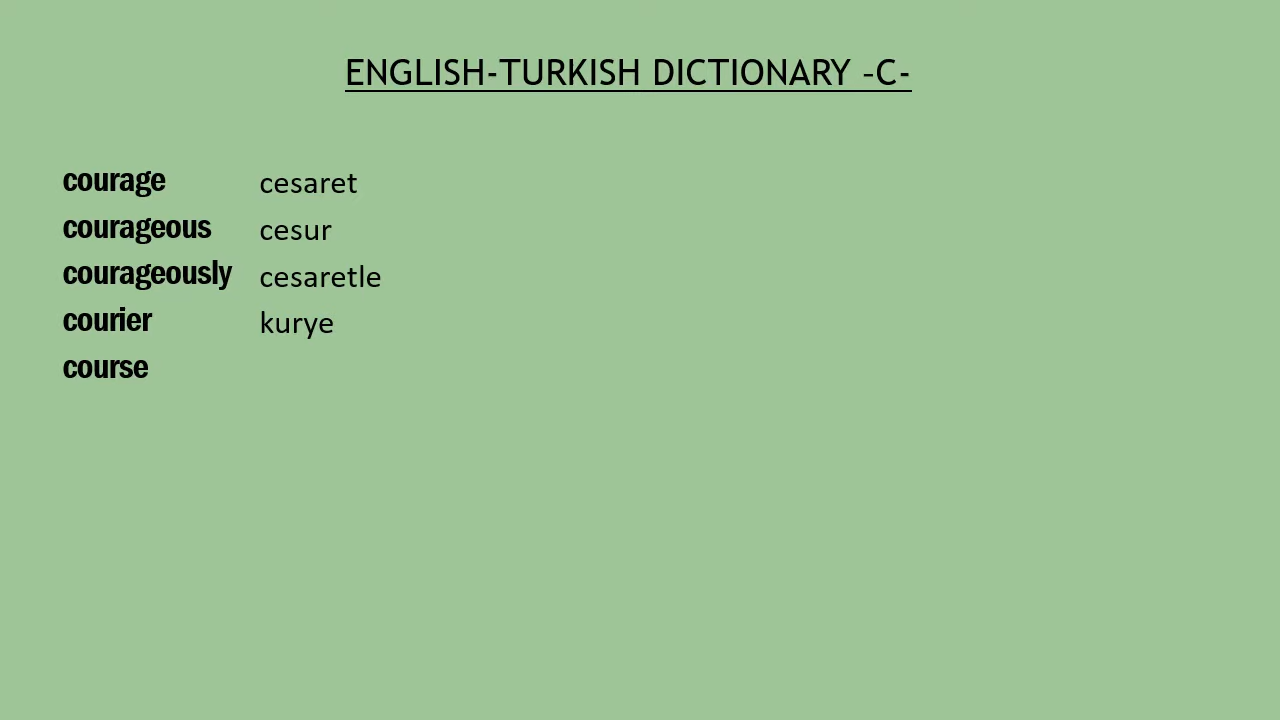 ENGLISH-TURKISH DICTIONARY –C-
courage cesaret
courageous cesur
courageously cesaretle
courier kurye
course